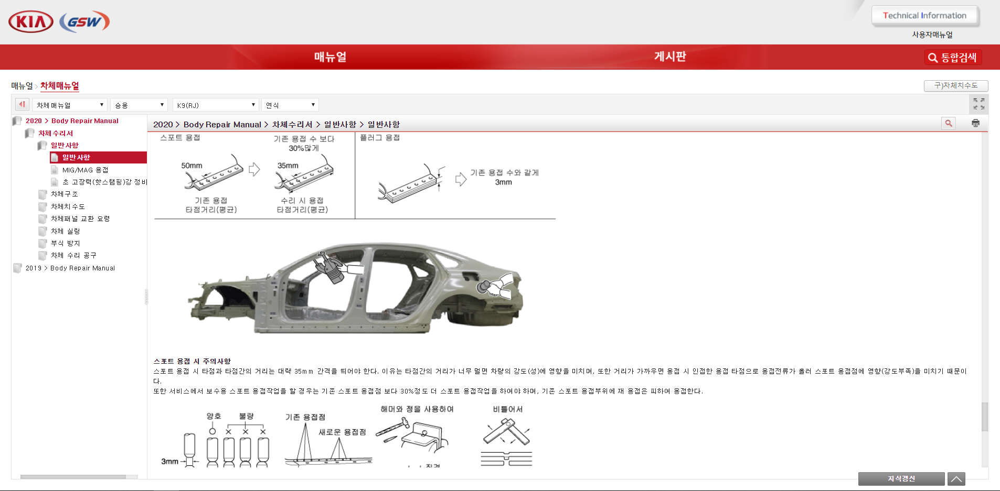 KIA GSW
Technical Information
사용자매뉴얼
매뉴얼
게시판
통합검색
매뉴얼 > 차체매뉴얼
구)차체치수도
차체매뉴얼
승용
K9(RJ)
연식
2020 > Body Repair Manual
차체수리서
일반사항
일반사항
MIG/MAG 용접
초 고장력(핫스탬핑)강 정비
차체구조
차체치수도
차체패널 교환 요령
차체 실링
부식 방지
차체 수리 공구
2019 > Body Repair Manual
2020 > Body Repair Manual > 차체수리서 > 일반사항 > 일반사항
스포트 용접
기존 용접 수 보다
30%많게
플러그 용접
50mm
35mm
기존 용접 수와 같게
3mm
기존 용접
타점거리(평균)
수리 시 용접
타점거리(평균)
스포트 용접 시 주의사항
스포트 용접 시 타점과 타점간의 거리는 대략 35mm 간격을 띄어야 한다. 이유는 타점간의 거리가 너무 멀면 차량의 강도(성)에 영향을 미치며, 또한 거리가 가까우면 용접 시 인접한 용접 타점으로 용접전류가 흘러 스포트 용접점에 영향(강도부족)을 미치기 때문이
다.
또한 서비스에서 보수용 스포트 용접작업을 할 경우는 기존 스포트 용접점 보다 30%정도 더 스포트 용접작업을 하여야 하며, 기존 스포트 용접부위에 재 용접은 피하여 용접한다.
양호
불량
기존 용접점
새로운 용접점
해머와 정을 사용하여
비틀어서
3mm
지식갱신